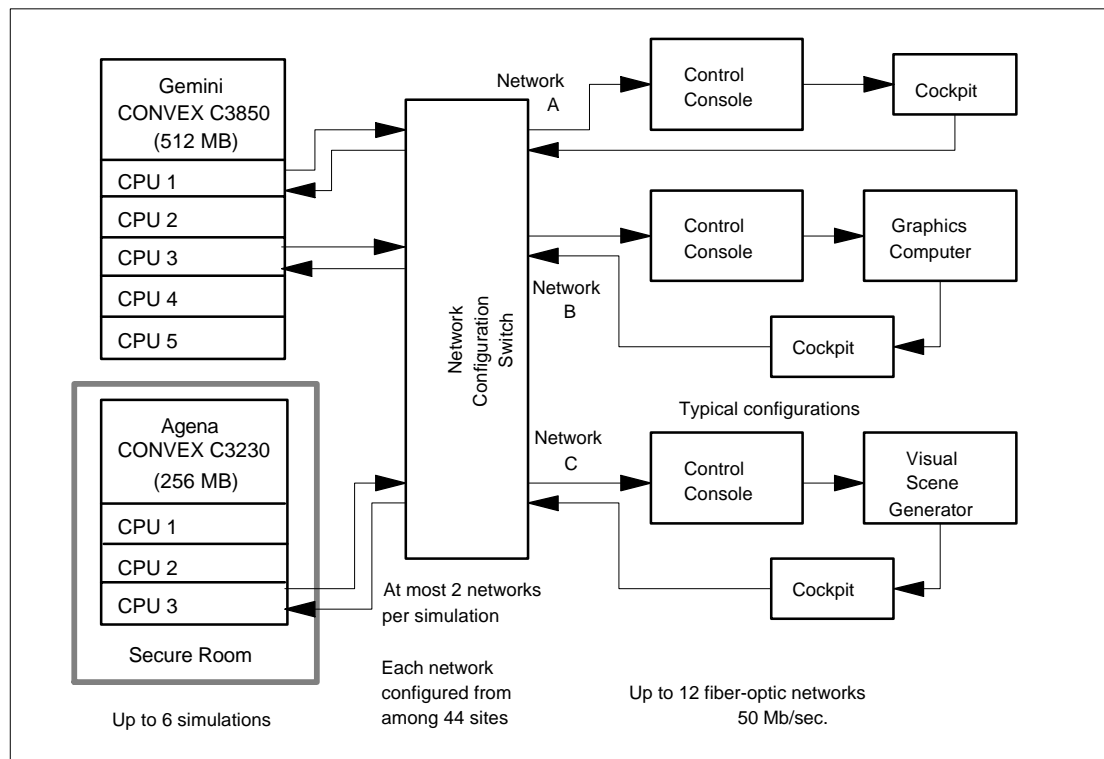 Gemini
CONVEX C3850
(512 MB)
CPU 1
CPU 2
CPU 3
CPU 4
CPU 5
Agena
CONVEX C3230
(256 MB)
CPU 1
CPU 2
CPU 3
Secure Room
Up to 6 simulations
Network
Configuration
Switch
At most 2 networks
per simulation
Each network
configured from
among 44 sites
Network
A
Control
Console
Cockpit
Network
B
Control
Console
Graphics
Computer
Cockpit
Typical configurations
Network
C
Control
Console
Visual
Scene
Generator
Cockpit
Up to 12 fiber-optic networks
50 Mb/sec.